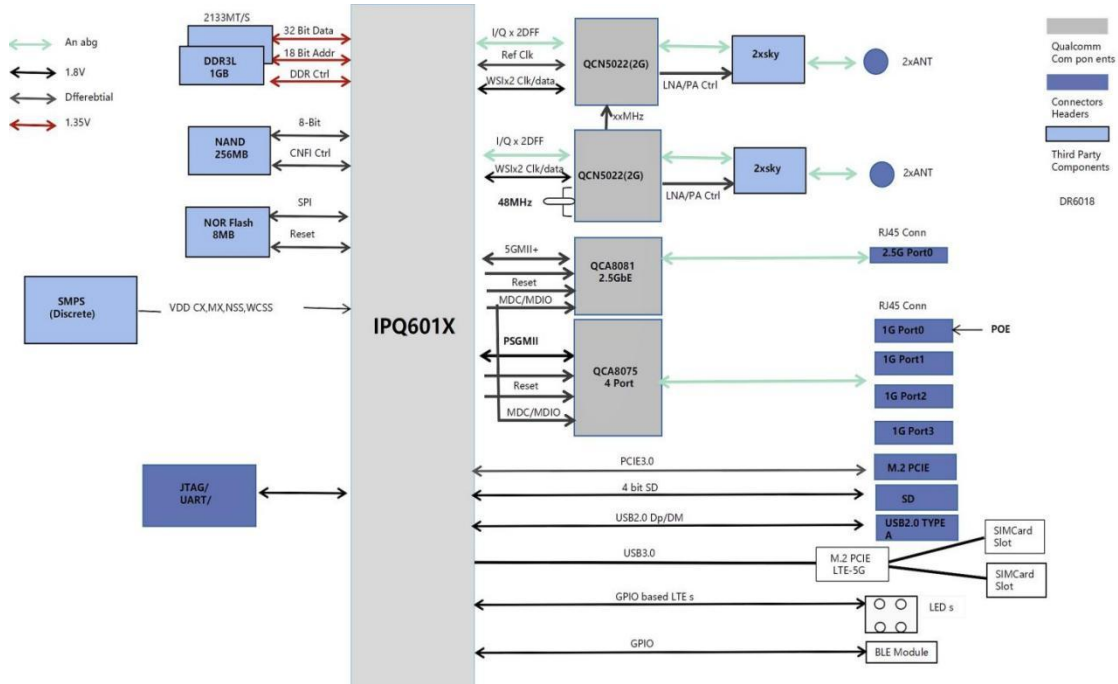 An abg
1.8V
Dfferebtial
1.35V
2133MT/S
DDR3L
1GB
32 Bit Data
18 Bit Addr
DDR Ctrl
NAND
256MB
8-Bit
CNFI Ctrl
NOR Flash
8MB
SPI
Reset
SMPS
(Discrete)
VDD CX,MX,NSS,WCSS
JTAG/
UART/
IPQ601X
I/Q x 2DFF
Ref Clk
WSIx2 Clk/data
QCN5022(2G)
LNA/PA Ctrl
2xsky
2xANT
xxMHz
I/Q x 2DFF
WSIx2 Clk/data
48MHz
QCN5022(2G)
LNA/PA Ctrl
2xsky
2xANT
5GMII+
Reset
MDC/MDIO
QCA8081
2.5GbE
RJ45 Conn
2.5G Port0
PSGMII
Reset
MDC/MDIO
QCA8075
4 Port
RJ45 Conn
1G Port0
POE
1G Port1
1G Port2
1G Port3
PCIE3.0
M.2 PCIE
4 bit SD
SD
USB2.0 Dp/DM
USB2.0 TYPE
A
USB3.0
M.2 PCIE
LTE-5G
SIMCard
Slot
SIMCard
Slot
GPIO based LTE s
LED s
GPIO
BLE Module
Qualcomm
Com pon ents
Connectors
Headers
Third Party
Components
DR6018